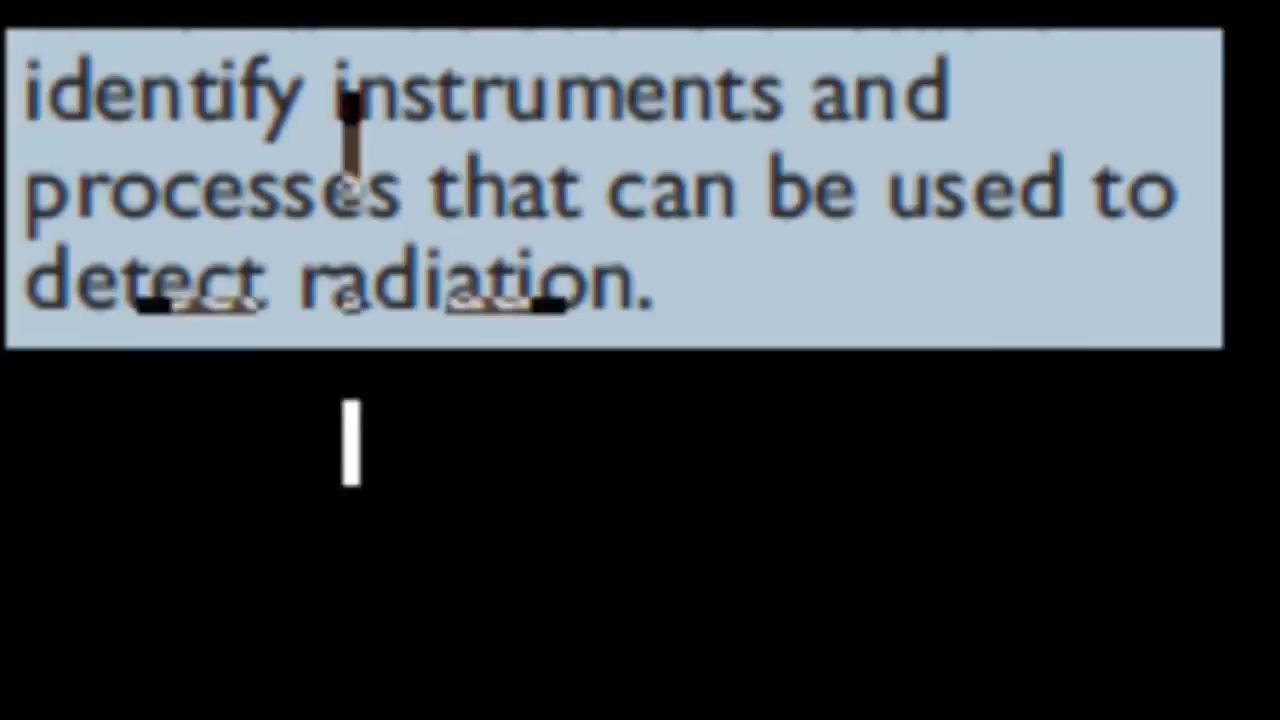 identify instruments and
processes that can be used to
detect radiation.